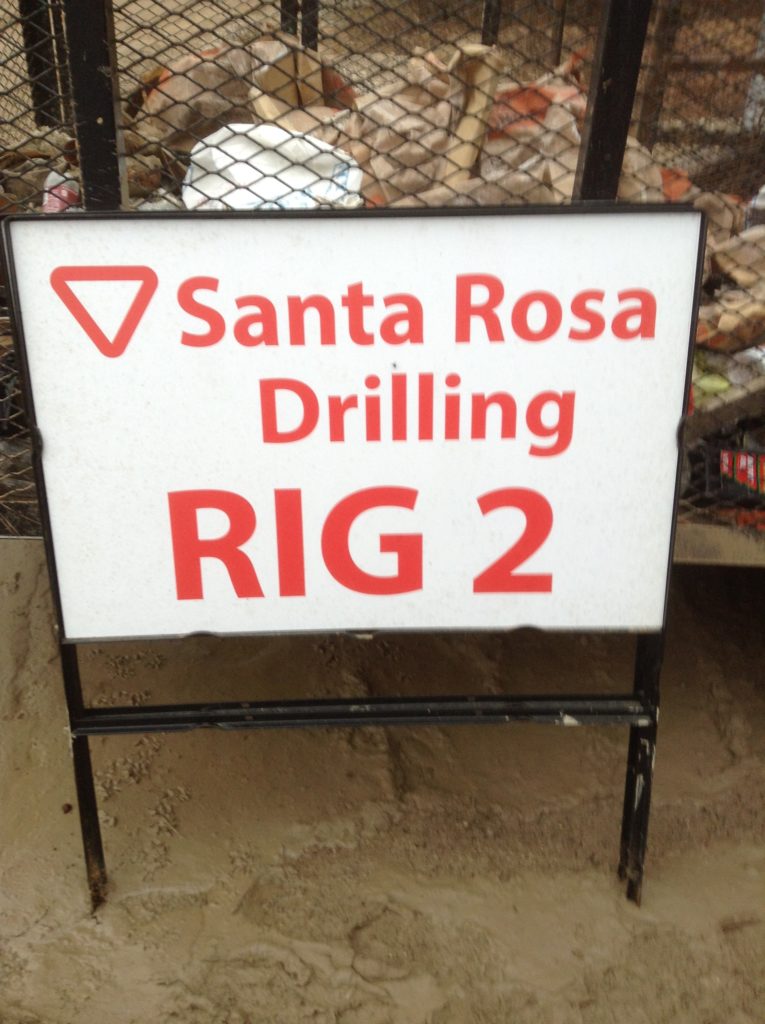 Santa Rosa
Drilling
RIG 2